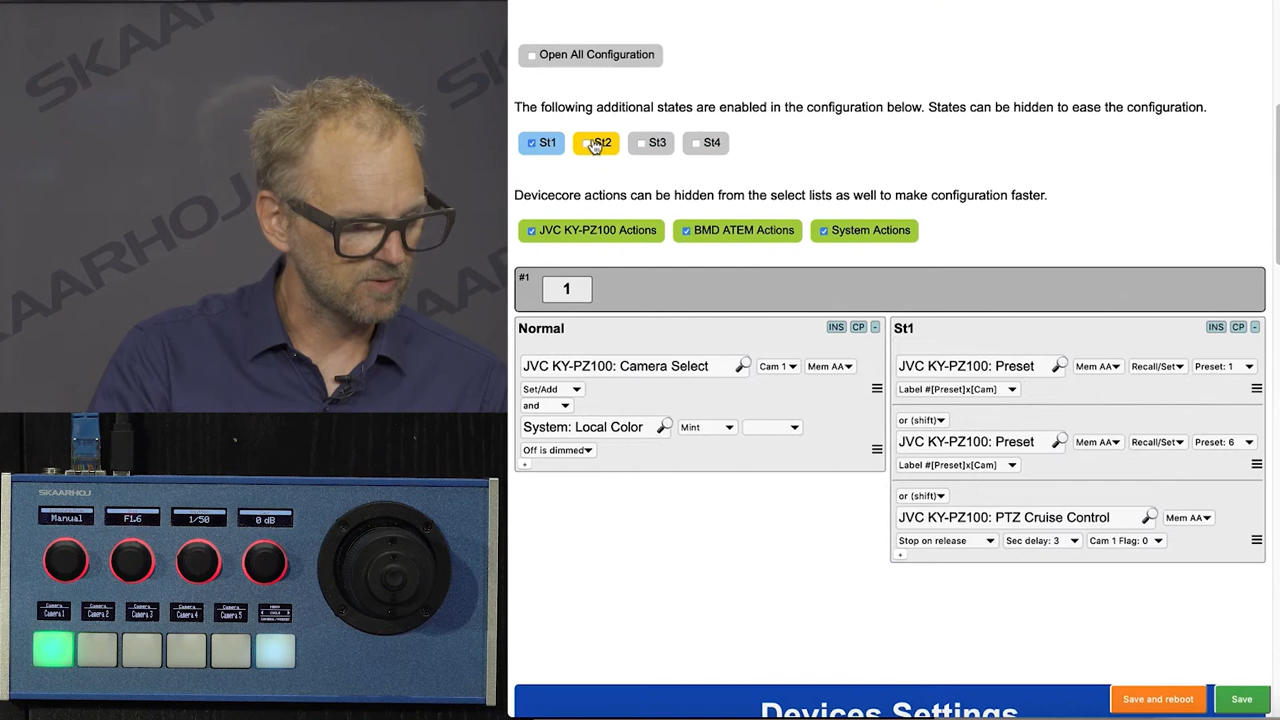 SKAARHOJ
SKAARHOJ
Open All Configuration
The following additional states are enabled in the configuration below. States can be hidden to ease the configuration.
St1 St2 St3 St4
Devicecore actions can be hidden from the select lists as well to make configuration faster.
JVC KY-PZ100 Actions BMD ATEM Actions System Actions
#1 1
Normal INS CP -
JVC KY-PZ100: Camera Select Cam 1 Mem AA
Set/Add
and
System: Local Color Mint
Off is dimmed
+
St1 INS CP -
JVC KY-PZ100: Preset Mem AA Recall/Set Preset: 1
Label #[Preset]x[Cam]
or (shift)
JVC KY-PZ100: Preset Mem AA Recall/Set Preset: 6
Label #[Preset]x[Cam]
or (shift)
JVC KY-PZ100: PTZ Cruise Control Mem AA
Stop on release Sec delay: 3 Cam 1 Flag: 0
+
Devices Settings
Save and reboot Save
SKAARHOJ
Manual F1.6 1/50 0 dB
Camera Camera Camera Camera Camera
Camera 1 Camera 2 Camera 3 Camera 4 Camera 5